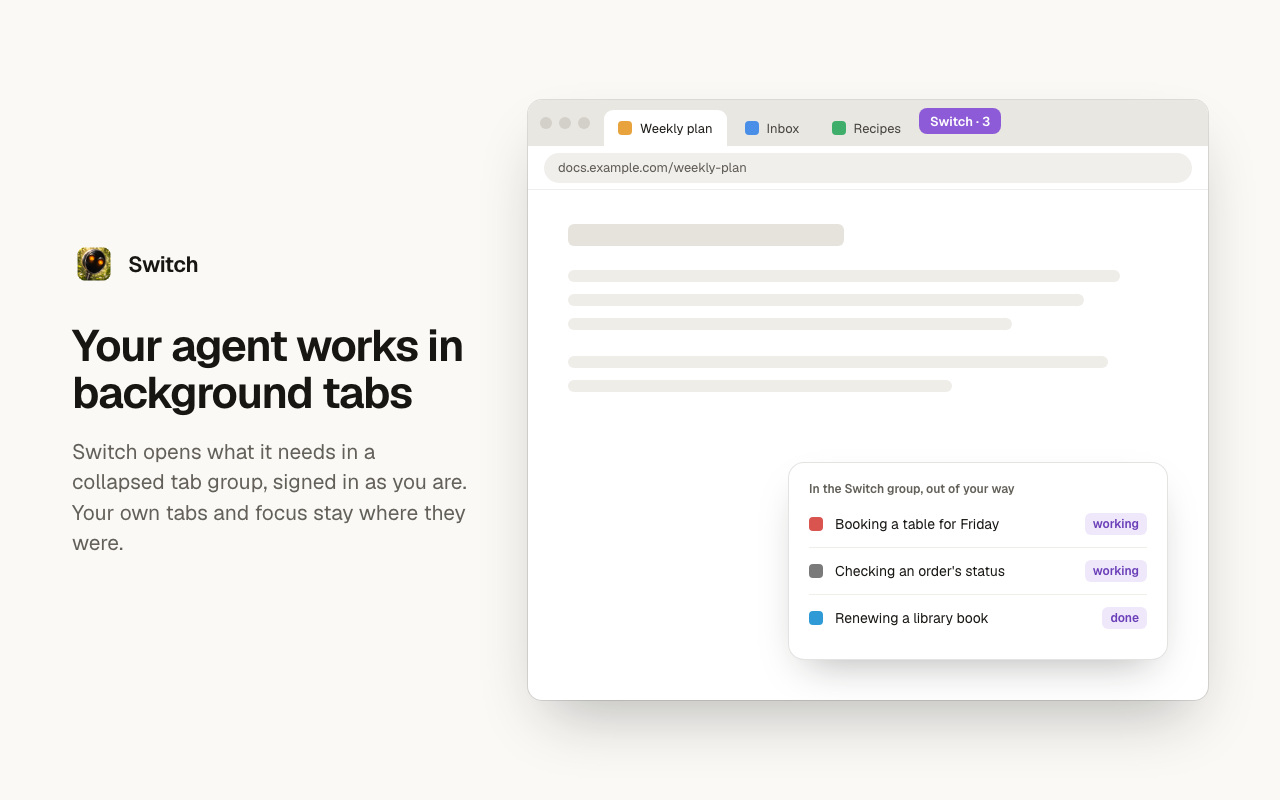 Switch
Your agent works in
background tabs
Switch opens what it needs in a
collapsed tab group, signed in as you are.
Your own tabs and focus stay where they
were.
Weekly plan
Inbox
Recipes
Switch · 3
docs.example.com/weekly-plan
In the Switch group, out of your way
Booking a table for Friday
working
Checking an order's status
working
Renewing a library book
done